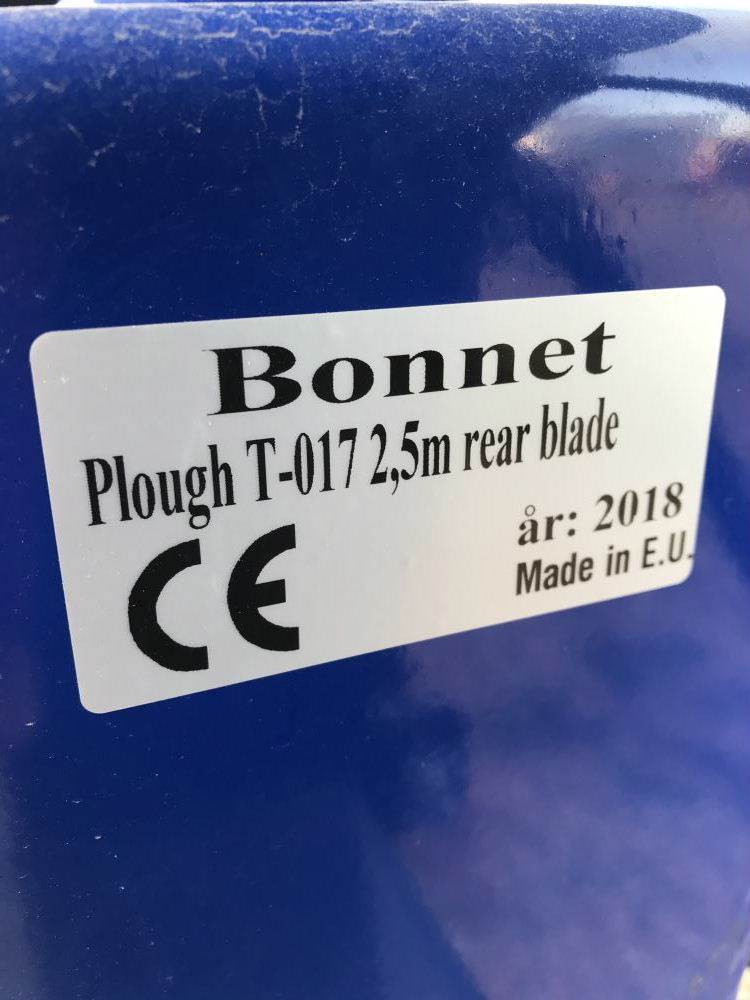 Bonnet
Plough T-017 2,5m rear blade
år: 2018
CE Made in E.U.